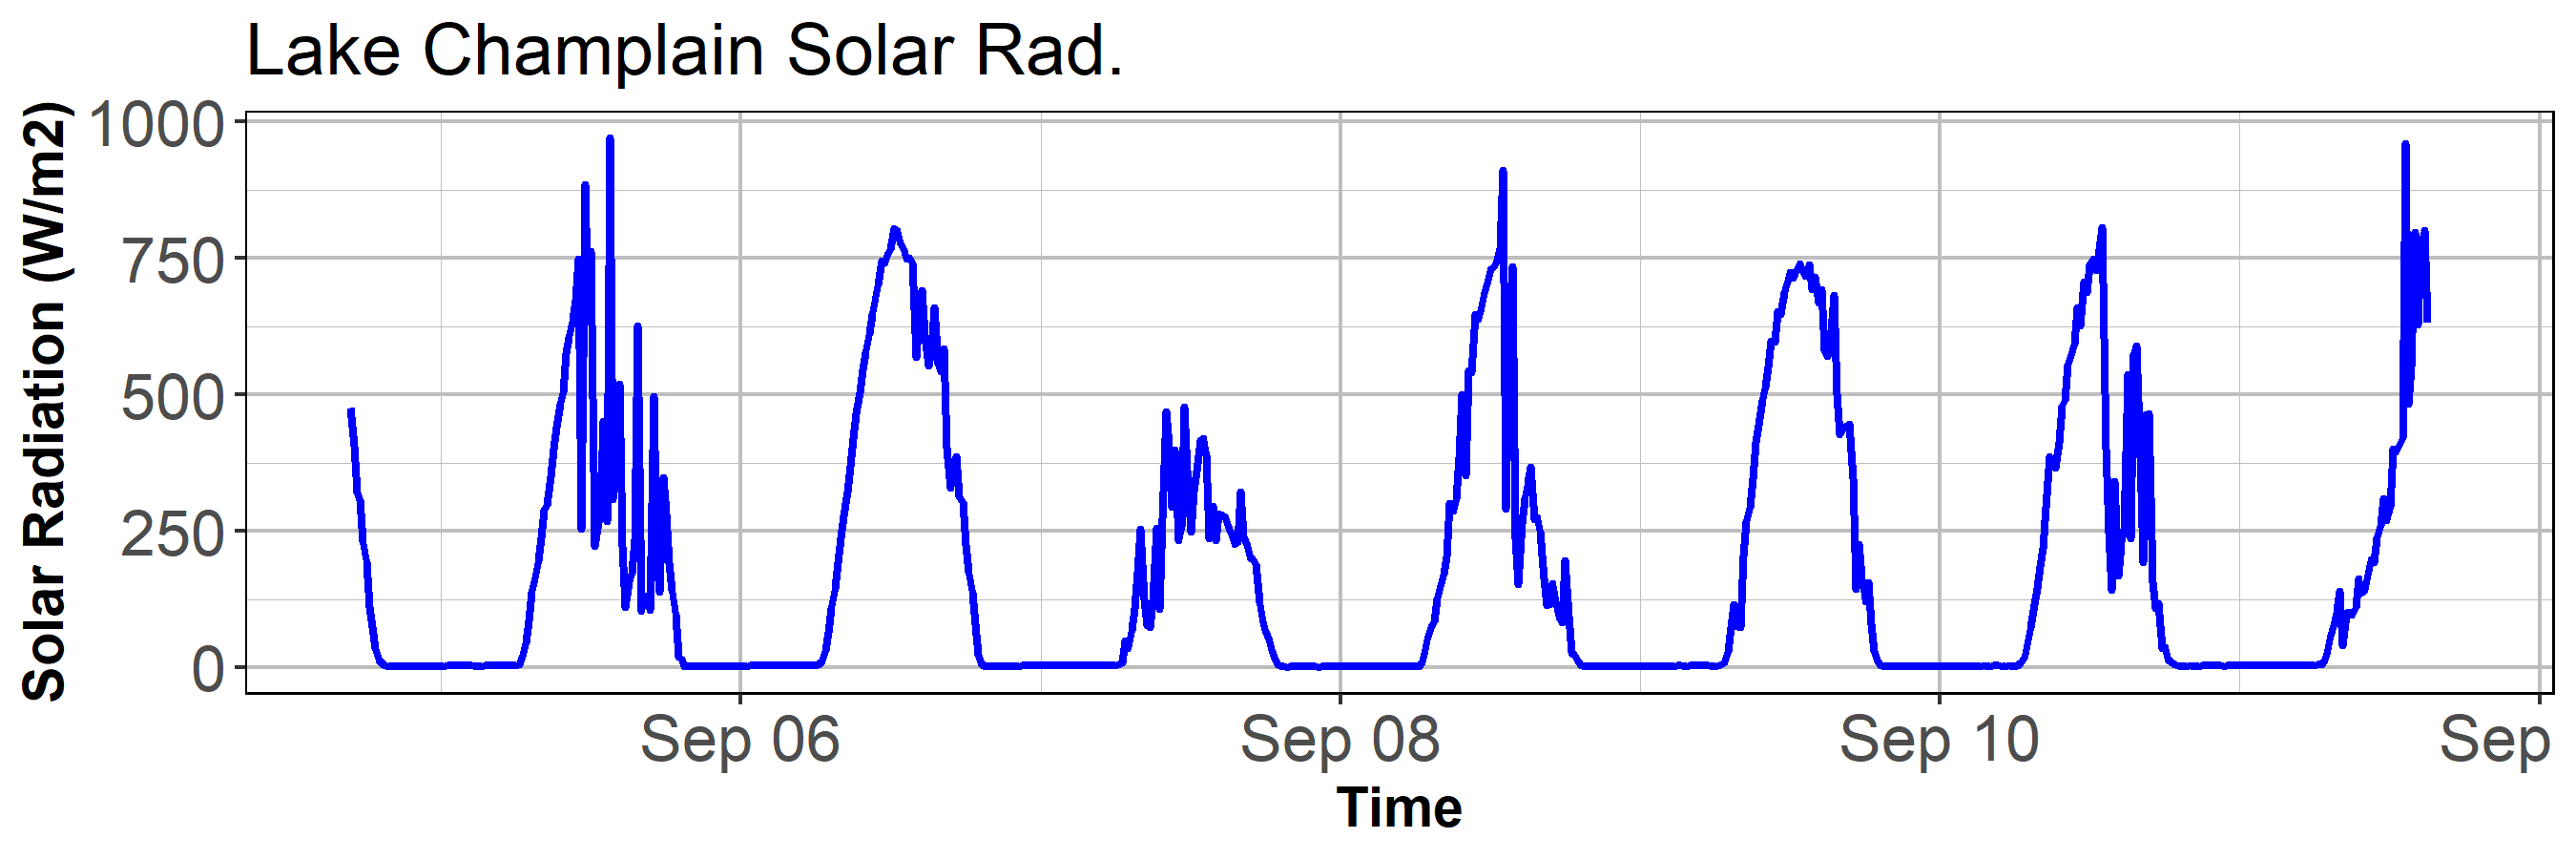 Lake Champlain Solar Rad.
Solar Radiation (W/m2)
1000
750
500
250
0
Sep 06
Sep 08
Sep 10
Sep
Time